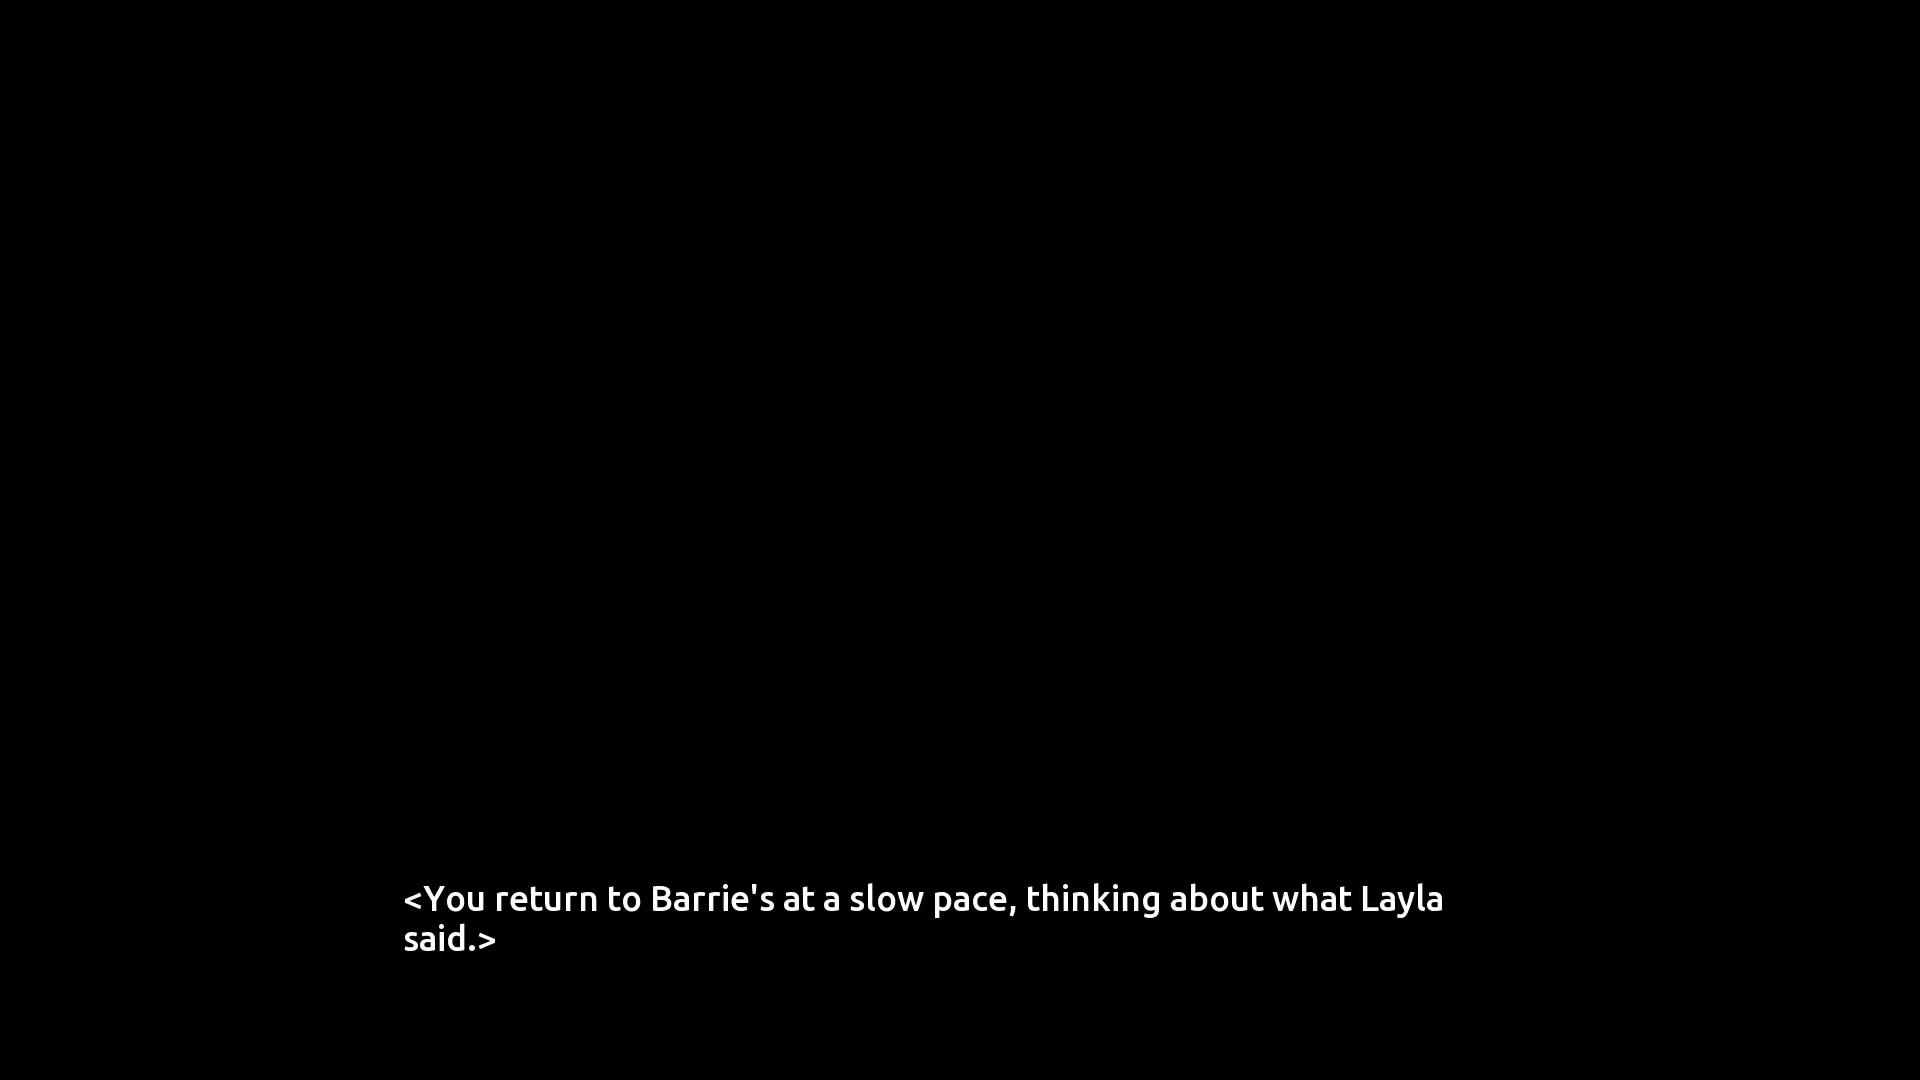 <You return to Barrie's at a slow pace, thinking about what Layla
said.>